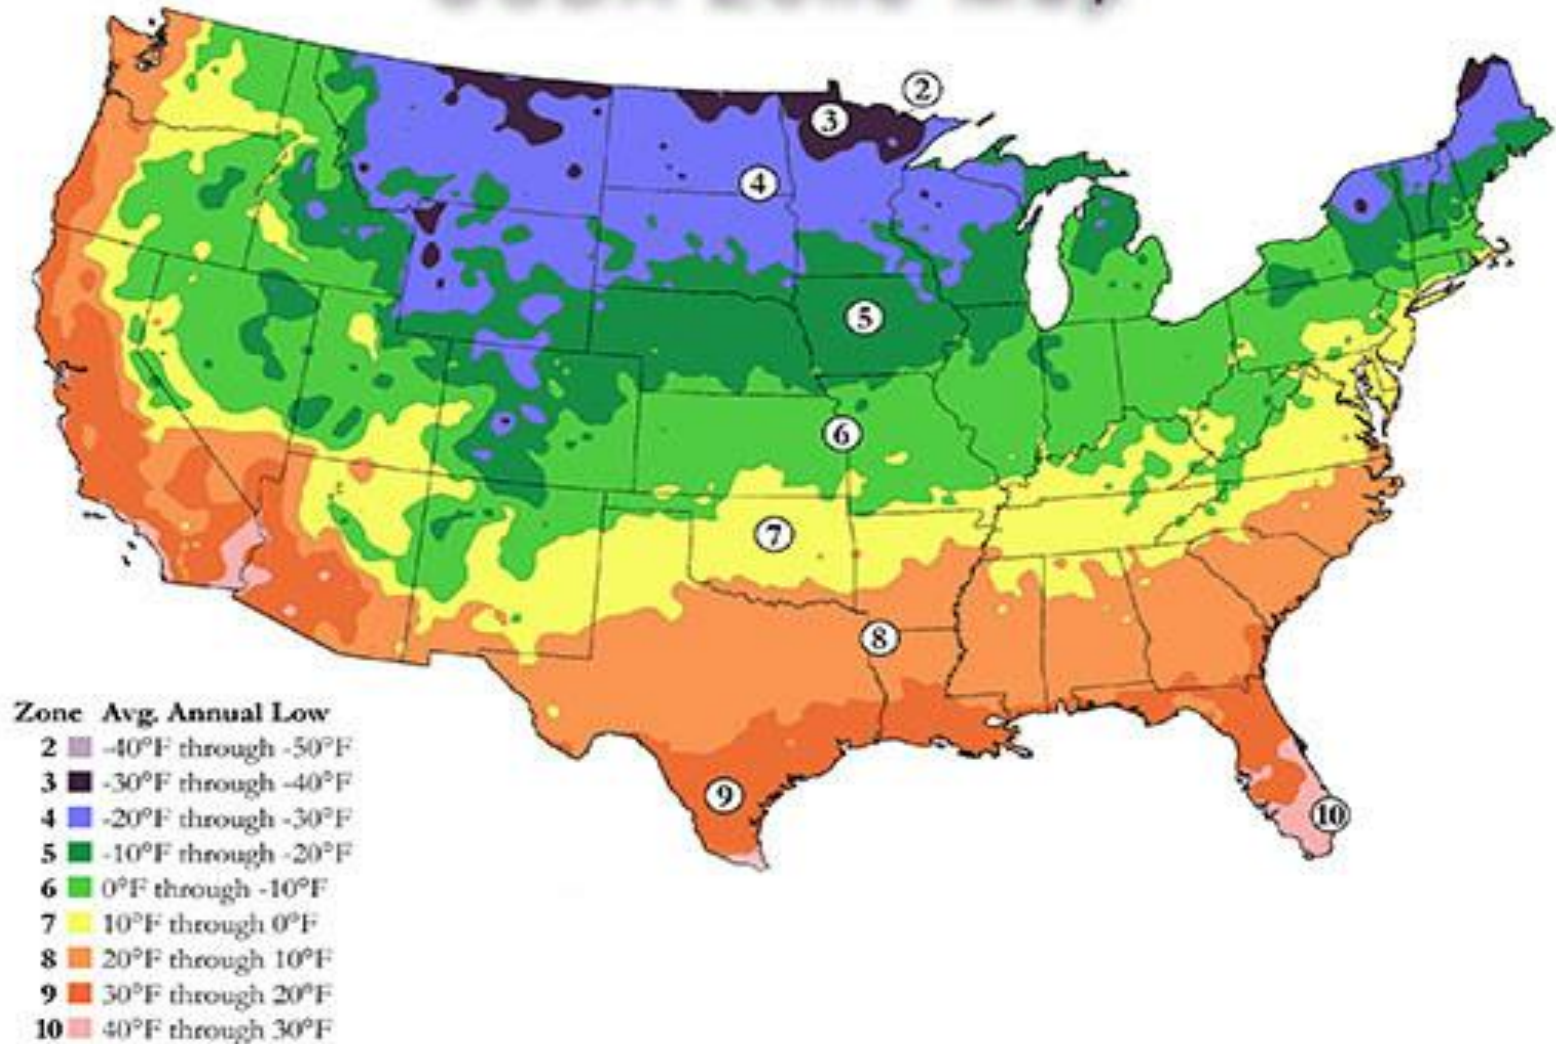 2
3
4
5
6
7
8
9
10
Zone Avg. Annual Low
2 -40°F through -50°F
3 -30°F through -40°F
4 -20°F through -30°F
5 -10°F through -20°F
6 0°F through -10°F
7 10°F through 0°F
8 20°F through 10°F
9 30°F through 20°F
10 40°F through 30°F